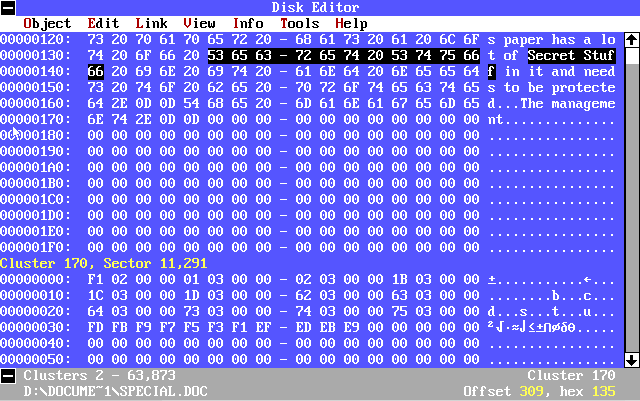 Disk Editor
Object Edit Link View Info Tools Help
00000120: 73 20 70 61 70 65 72 20 - 68 61 73 20 61 20 6C 6F s paper has a lo
00000130: 74 20 6F 66 20 53 65 63 - 72 65 74 20 53 74 75 66 t of Secret Stuf
00000140: 66 20 69 6E 20 69 74 20 - 61 6E 64 20 6E 65 65 64 f in it and need
00000150: 73 20 74 6F 20 62 65 20 - 70 72 6F 74 65 63 74 65 s to be protecte
00000160: 64 2E 0D 0D 54 68 65 20 - 6D 61 6E 61 67 65 6D 65 d...The manageme
00000170: 6E 74 2E 0D 0D 00 00 00 - 00 00 00 00 00 00 00 00 nt..............
00000180: 00 00 00 00 00 00 00 00 - 00 00 00 00 00 00 00 00 ................
00000190: 00 00 00 00 00 00 00 00 - 00 00 00 00 00 00 00 00 ................
000001A0: 00 00 00 00 00 00 00 00 - 00 00 00 00 00 00 00 00 ................
000001B0: 00 00 00 00 00 00 00 00 - 00 00 00 00 00 00 00 00 ................
000001C0: 00 00 00 00 00 00 00 00 - 00 00 00 00 00 00 00 00 ................
000001D0: 00 00 00 00 00 00 00 00 - 00 00 00 00 00 00 00 00 ................
000001E0: 00 00 00 00 00 00 00 00 - 00 00 00 00 00 00 00 00 ................
000001F0: 00 00 00 00 00 00 00 00 - 00 00 00 00 00 00 00 00 ................
Cluster 170, Sector 11,291
00000000: F1 02 00 00 01 03 00 00 - 02 03 00 00 1B 03 00 00 ±...........←...
00000010: 1C 03 00 00 1D 03 00 00 - 62 03 00 00 63 03 00 00 ........b...c...
00000020: 64 03 00 00 73 03 00 00 - 74 03 00 00 75 03 00 00 d...s...t...u...
00000030: FD FB F9 F7 F5 F3 F1 EF - ED EB E9 00 00 00 00 00 ²√∙≈⌡≤±∩φδΘ.....
00000040: 00 00 00 00 00 00 00 00 - 00 00 00 00 00 00 00 00 ................
00000050: 00 00 00 00 00 00 00 00 - 00 00 00 00 00 00 00 00 ................
Clusters 2 - 63,873 Cluster 170
D:\DOCUME~1\SPECIAL.DOC Offset 309, hex 135